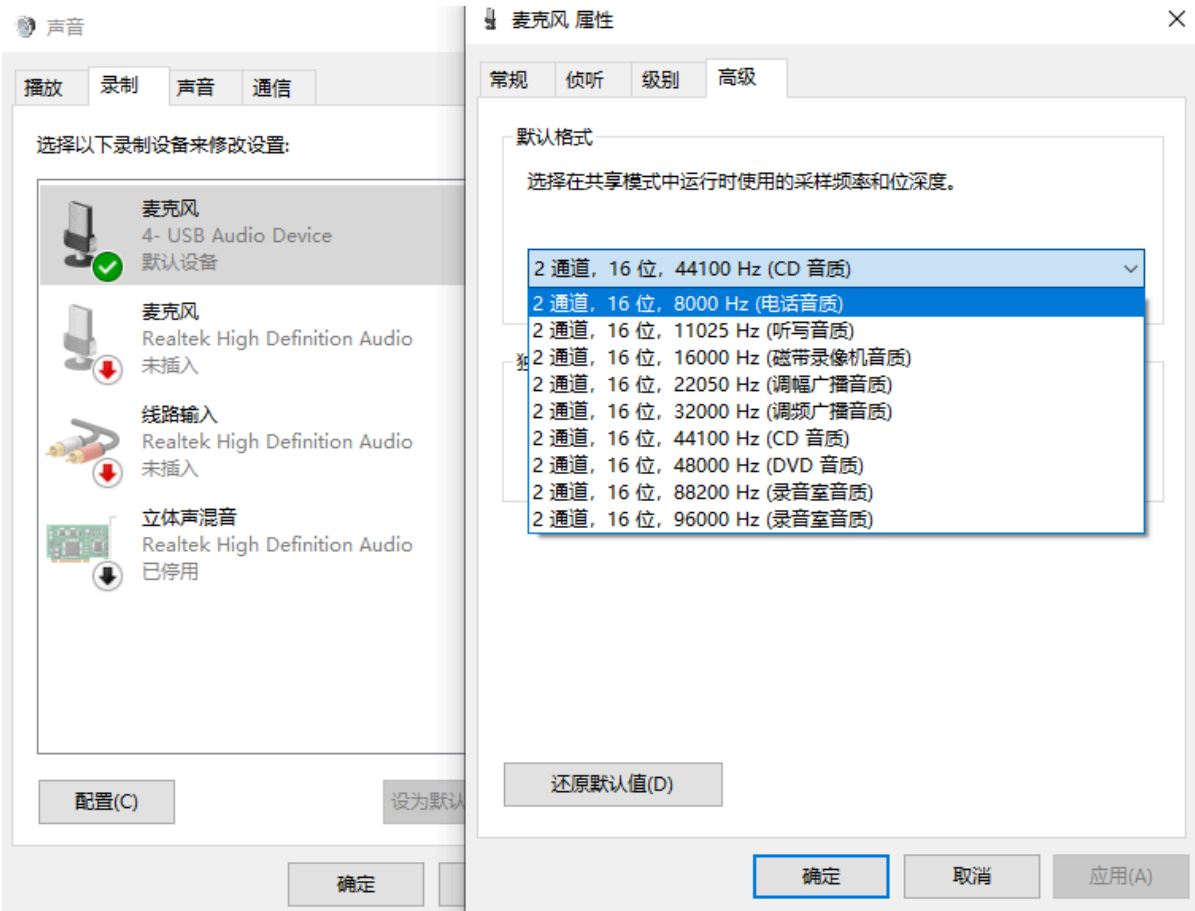 声音
播放
录制
声音
通信
选择以下录制设备来修改设置:
麦克风
4- USB Audio Device
默认设备
麦克风
Realtek High Definition Audio
未插入
线路输入
Realtek High Definition Audio
未插入
立体声混音
Realtek High Definition Audio
已停用
配置(C)
设为默认
确定
麦克风 属性
常规
侦听
级别
高级
默认格式
选择在共享模式中运行时使用的采样频率和位深度。
2 通道，16 位，44100 Hz (CD 音质)
2 通道，16 位，8000 Hz (电话音质)
2 通道，16 位，11025 Hz (听写音质)
2 通道，16 位，16000 Hz (磁带录像机音质)
2 通道，16 位，22050 Hz (调幅广播音质)
2 通道，16 位，32000 Hz (调频广播音质)
2 通道，16 位，44100 Hz (CD 音质)
2 通道，16 位，48000 Hz (DVD 音质)
2 通道，16 位，88200 Hz (录音室音质)
2 通道，16 位，96000 Hz (录音室音质)
还原默认值(D)
确定
取消
应用(A)